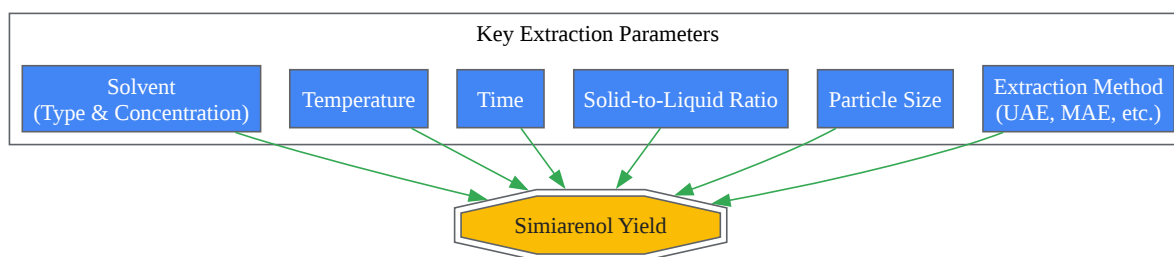 Key Extraction Parameters
Solvent
(Type & Concentration)
Temperature
Time
Solid-to-Liquid Ratio
Particle Size
Extraction Method
(UAE, MAE, etc.)
Simiarenol Yield